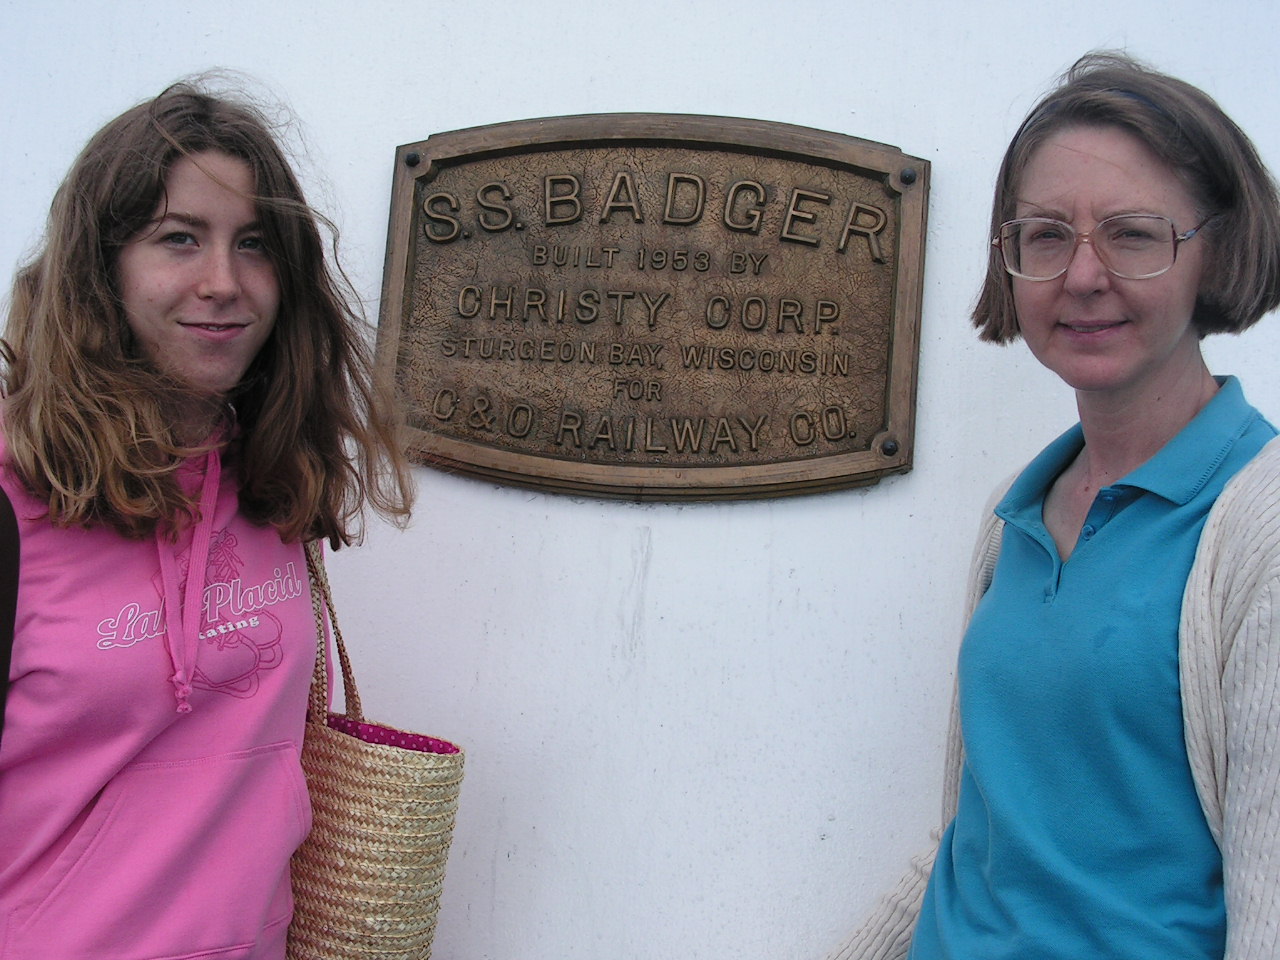 S.S. BADGER
BUILT 1953 BY
CHRISTY CORP.
STURGEON BAY, WISCONSIN
FOR
C & O RAILWAY CO.
Placid